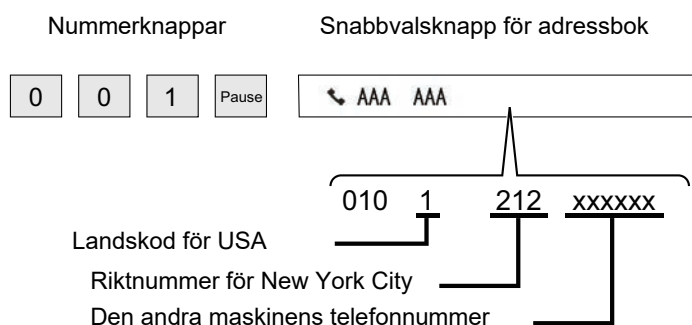 Nummerknappar Snabbvalsknapp för adressbok
0 0 1 Pause AAA AAA
010 1 212 xxxxxx
Landskod för USA
Riktnummer för New York City
Den andra maskinens telefonnummer